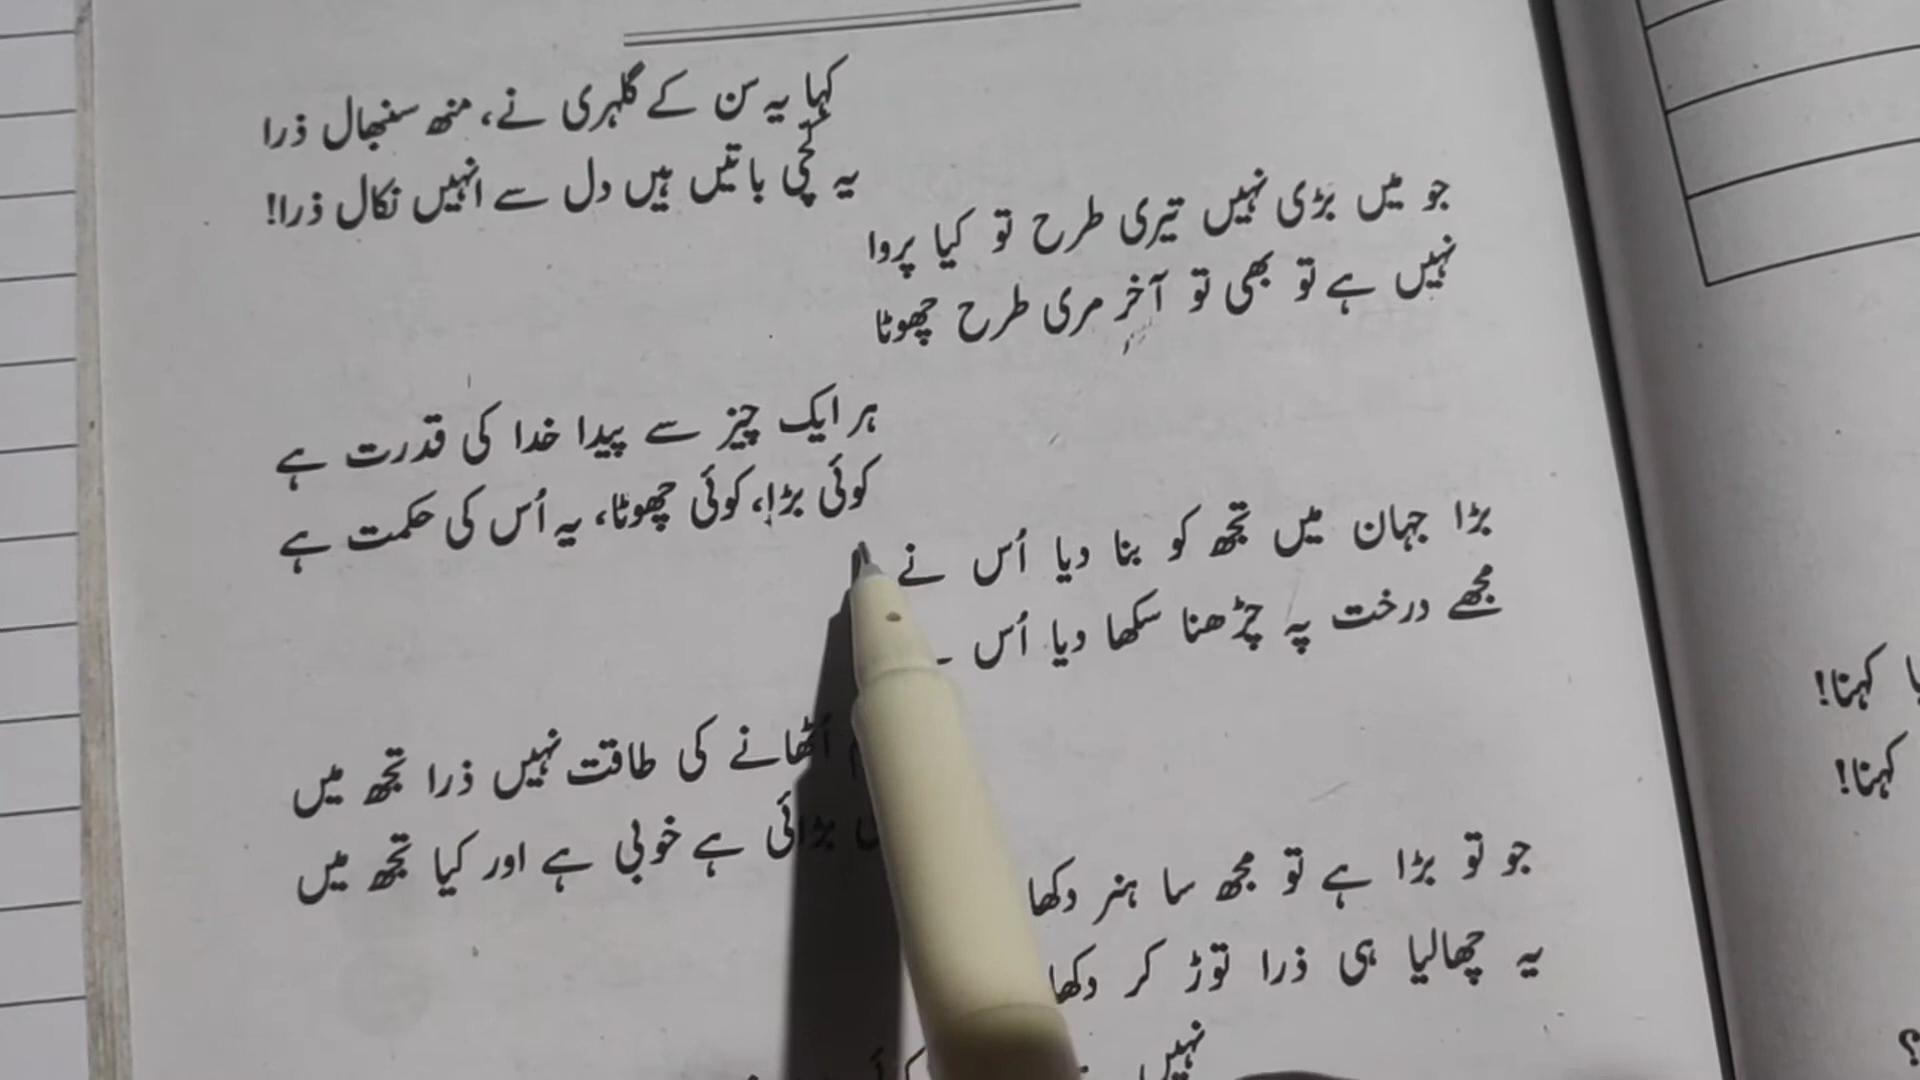 کہا یہ سن کے گلہری نے، منھ سنبھال ذرا
یہ کچّی باتیں ہیں دل سے انہیں نکال ذرا!
جو میں بڑی نہیں تیری طرح تو کیا پروا
نہیں ہے تو بھی تو آخر مری طرح چھوٹا
ہر ایک چیز سے پیدا خدا کی قدرت ہے
کوئی بڑا، کوئی چھوٹا، یہ اُس کی حکمت ہے
بڑا جہان میں تجھ کو بنا دیا اُس نے
مجھے درخت پہ چڑھنا سکھا دیا اُس
اُٹھانے کی طاقت نہیں ذرا تجھ میں
بڑائی ہے خوبی ہے اور کیا تجھ میں
جو تو بڑا ہے تو مجھ سا ہنر دکھا
یہ چھالیا ہی ذرا توڑ کر دکھا
نہیں
کہنا!
کہنا!
؟